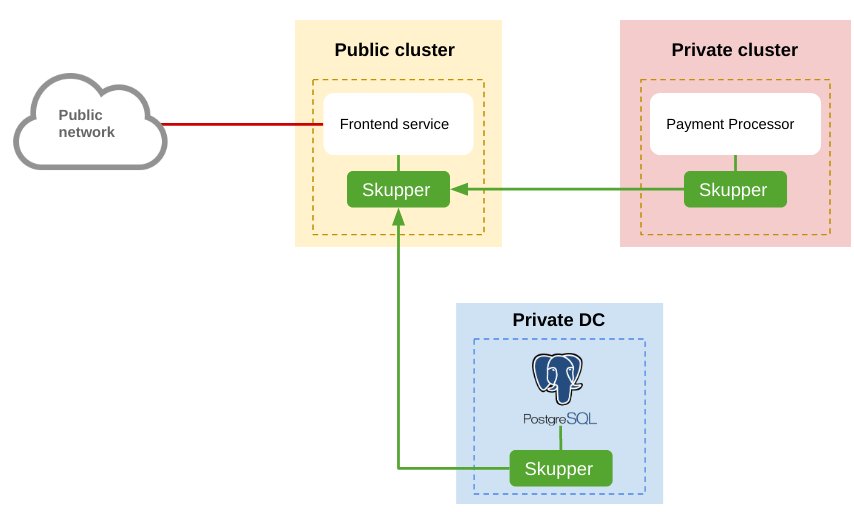 Public cluster
Private cluster
Public
network
Frontend service
Payment Processor
Skupper
Skupper
Private DC
PostgreSQL
Skupper